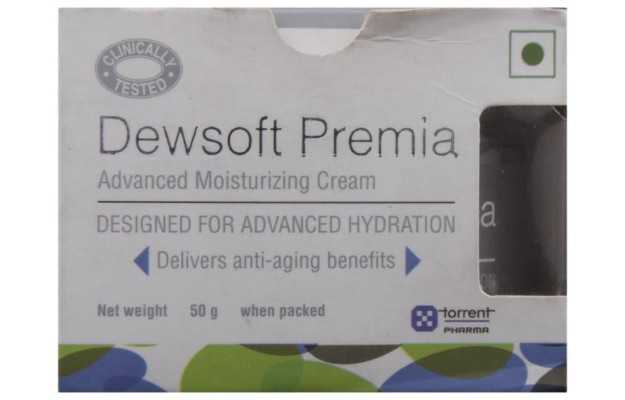 CLINICALLY
TESTED
Dewsoft Premia
Advanced Moisturizing Cream
DESIGNED FOR ADVANCED HYDRATION
Delivers anti-aging benefits
Net weight 50 g when packed
torrent
PHARMA
a